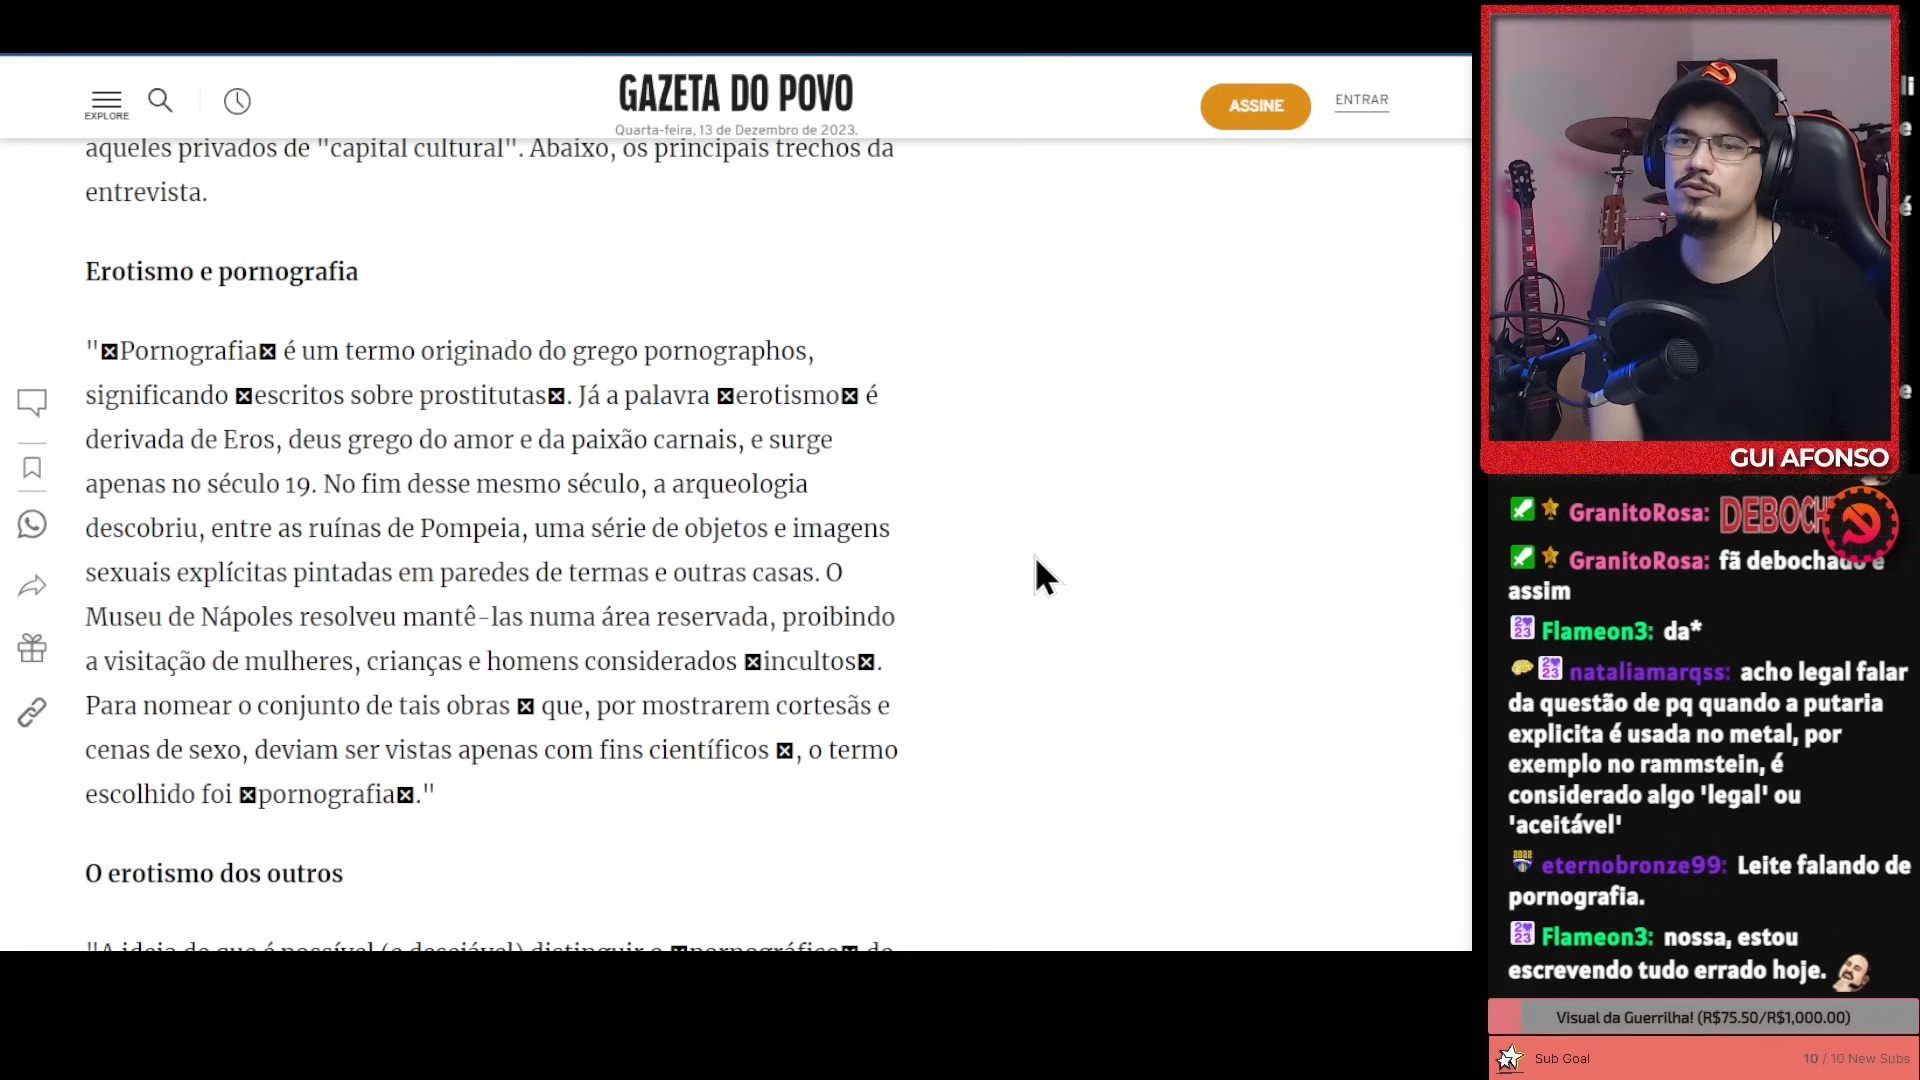 EXPLORE
GAZETA DO POVO
Quarta-feira, 13 de Dezembro de 2023.
ASSINE
ENTRAR
aqueles privados de "capital cultural". Abaixo, os principais trechos da
entrevista.
Erotismo e pornografia
"Pornografia é um termo originado do grego pornographos,
significando escritos sobre prostitutas. Já a palavra erotismo é
derivada de Eros, deus grego do amor e da paixão carnais, e surge
apenas no século 19. No fim desse mesmo século, a arqueologia
descobriu, entre as ruínas de Pompeia, uma série de objetos e imagens
sexuais explícitas pintadas em paredes de termas e outras casas. O
Museu de Nápoles resolveu mantê-las numa área reservada, proibindo
a visitação de mulheres, crianças e homens considerados incultos.
Para nomear o conjunto de tais obras que, por mostrarem cortesãs e
cenas de sexo, deviam ser vistas apenas com fins científicos , o termo
escolhido foi pornografia."
O erotismo dos outros
"A ideia de que é possível (e desejável) distinguir o pornográfico do
GUI AFONSO
GranitoRosa: DEBOCH
GranitoRosa: fã debochado é
assim
Flameon3: da*
nataliamarqss: acho legal falar
da questão de pq quando a putaria
explicita é usada no metal, por
exemplo no rammstein, é
considerado algo 'legal' ou
'aceitável'
eternobronze99: Leite falando de
pornografia.
Flameon3: nossa, estou
escrevendo tudo errado hoje.
Visual da Guerrilha! (R$75.50/R$1,000.00)
Sub Goal
10 / 10 New Subs